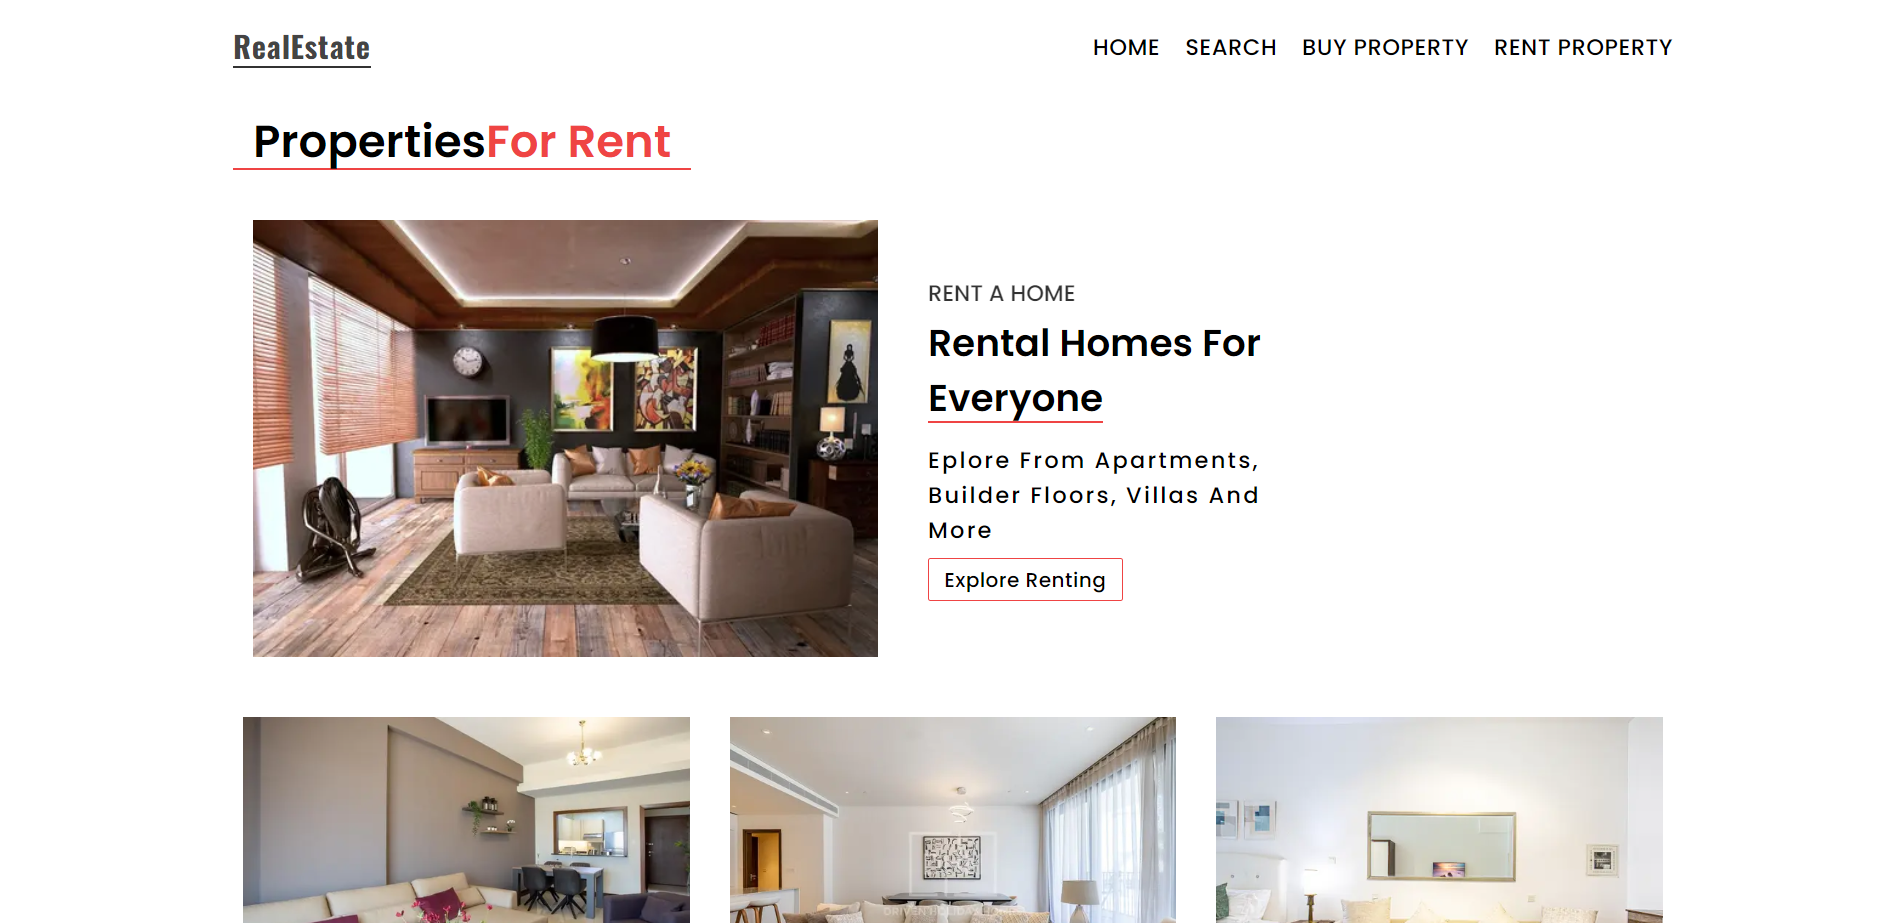 RealEstate
HOME SEARCH BUY PROPERTY RENT PROPERTY
PropertiesFor Rent
RENT A HOME
Rental Homes For
Everyone
Eplore From Apartments,
Builder Floors, Villas And
More
Explore Renting